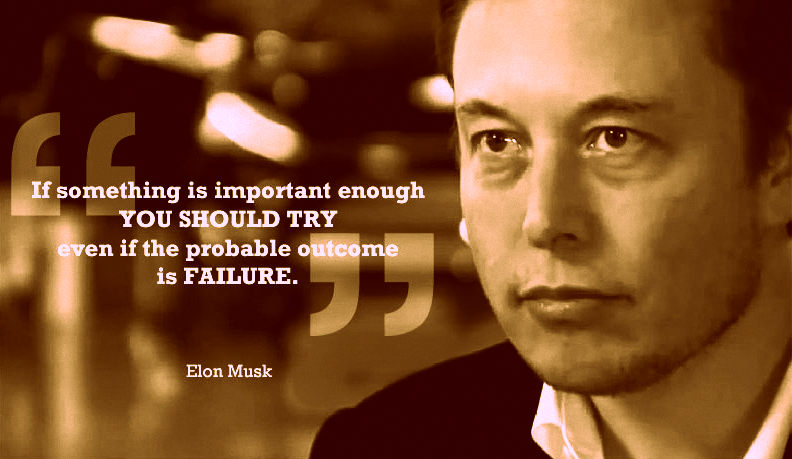 If something is important enough
YOU SHOULD TRY
even if the probable outcome
is FAILURE.
Elon Musk